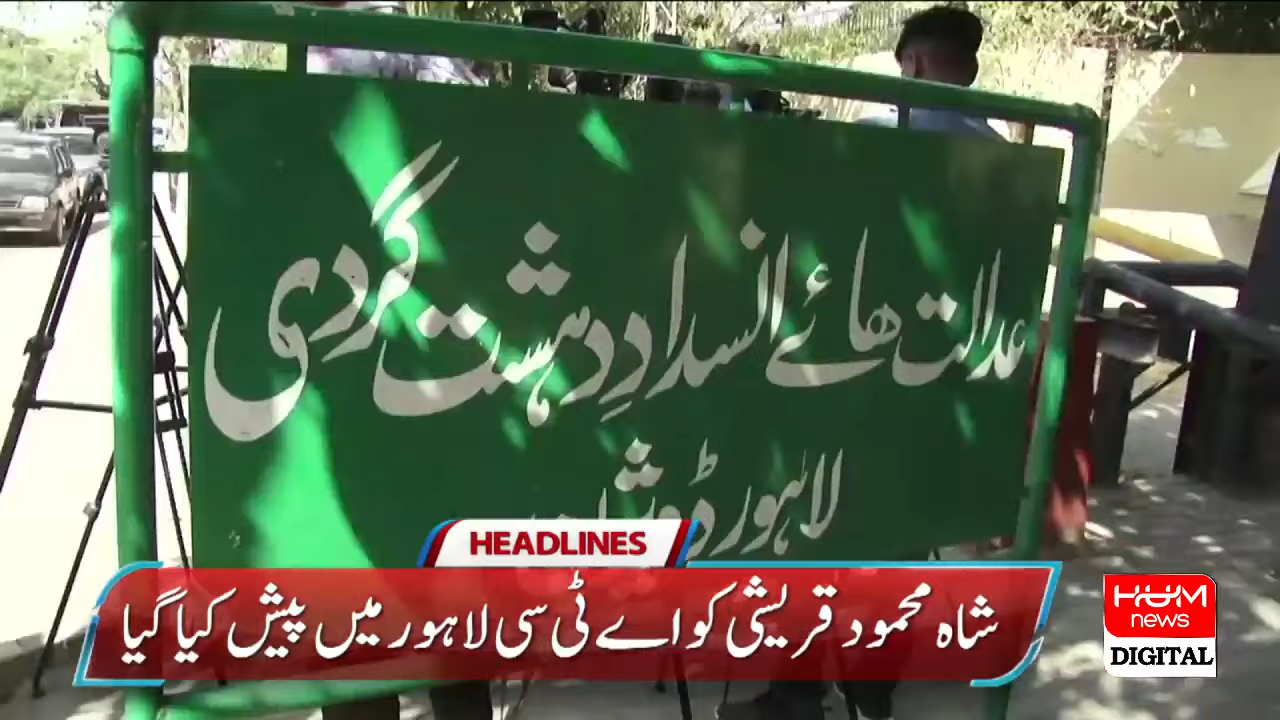 عدالت ھائے انسدادِ دہشت گردی
لاہور ڈویژن
HEADLINES
شاہ محمود قریشی کو اے ٹی سی لاہور میں پیش کیا گیا
HUM
news
DIGITAL